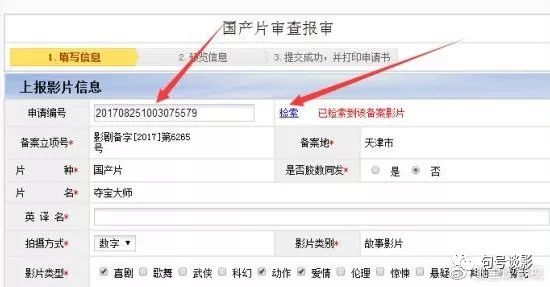 国产片审查报审
1.填写信息 2.预览信息 3.提交成功，并打印申请书
上报影片信息
申请编号 201708251003075579 检索 已检索到该备案影片
备案立项号* 影剧备字[2017]第6265号 备案地* 天津市
片 种* 国产片 是否胶数同发* 是 否
片 名* 夺宝大师
英 译 名*
拍摄方式* 数字 影片类别* 故事影片
影片类型* 喜剧 歌舞 武侠 科幻 动作 爱情 伦理 惊悚 悬疑
句号谈影